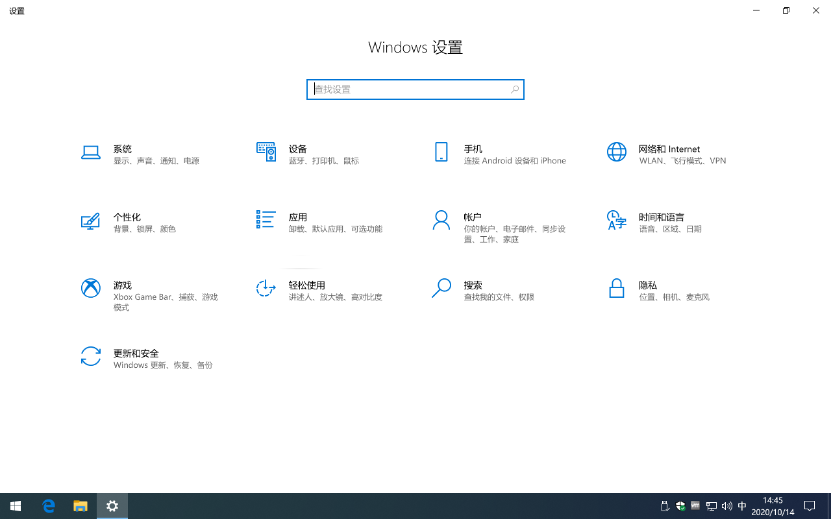 设置
Windows 设置
查找设置
系统
显示、声音、通知、电源
设备
蓝牙、打印机、鼠标
手机
连接 Android 设备和 iPhone
网络和 Internet
WLAN、飞行模式、VPN
个性化
背景、锁屏、颜色
应用
卸载、默认应用、可选功能
帐户
你的帐户、电子邮件、同步设
置、工作、家庭
时间和语言
语音、区域、日期
游戏
Xbox Game Bar、捕获、游戏
模式
轻松使用
讲述人、放大镜、高对比度
搜索
查找我的文件、权限
隐私
位置、相机、麦克风
更新和安全
Windows 更新、恢复、备份
中
14:45
2020/10/14